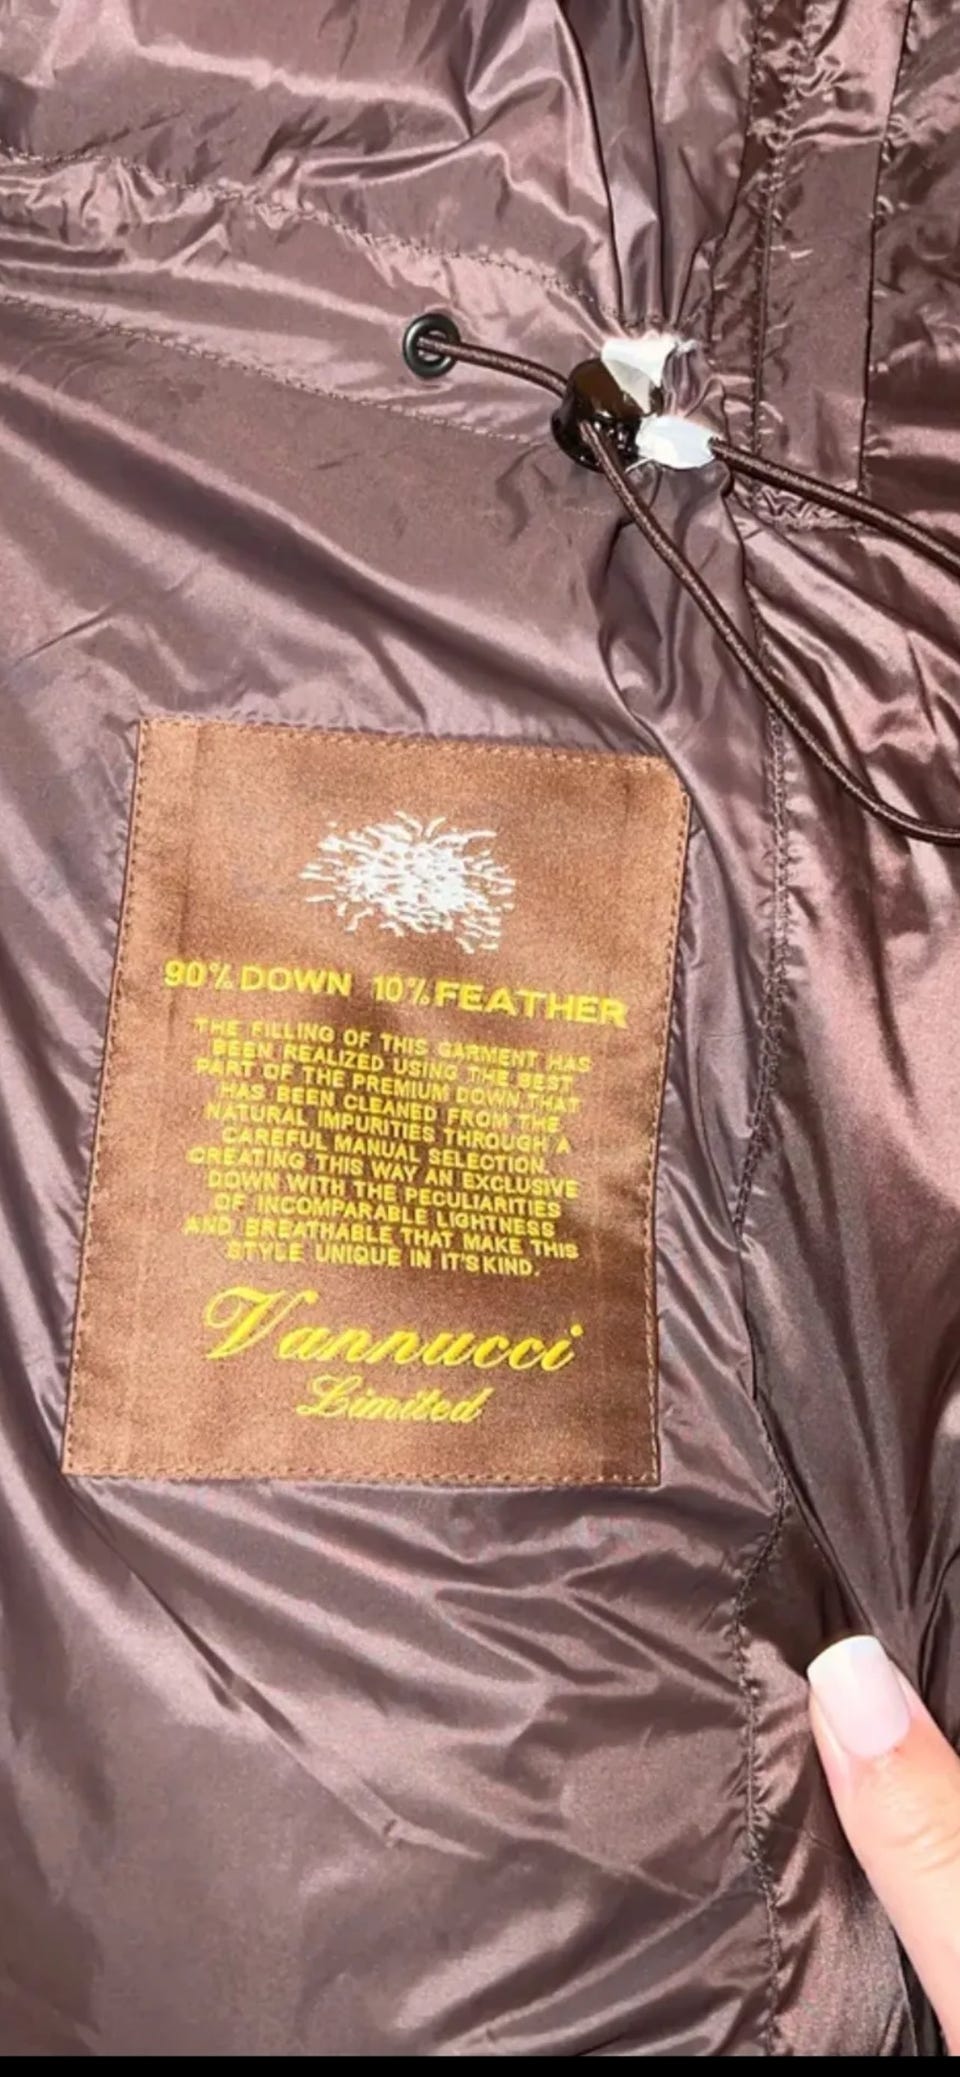 90% DOWN 10% FEATHER
THE FILLING OF THIS GARMENT HAS
BEEN REALIZED USING THE BEST
PART OF THE PREMIUM DOWN THAT
HAS BEEN CLEANED FROM THE
NATURAL IMPURITIES THROUGH A
CAREFUL MANUAL SELECTION.
CREATING THIS WAY AN EXCLUSIVE
DOWN WITH THE PECULIARITIES
OF INCOMPARABLE LIGHTNESS
AND BREATHABLE THAT MAKE THIS
STYLE UNIQUE IN IT'S KIND.
Vannucci
Limited